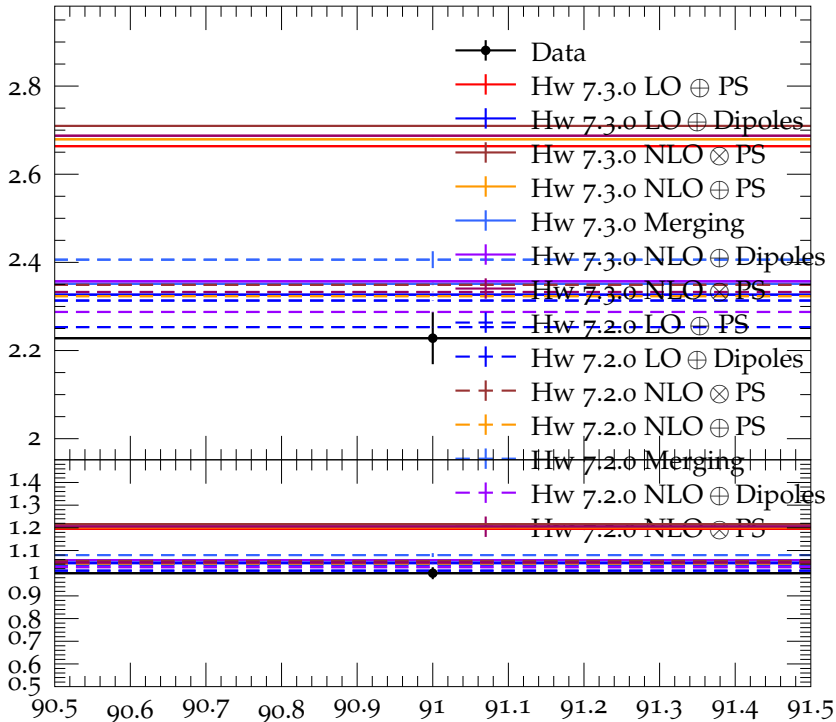 Data
Hw 7.3.0 LO ⊕ PS
Hw 7.3.0 LO ⊕ Dipoles
Hw 7.3.0 NLO ⊗ PS
Hw 7.3.0 NLO ⊕ PS
Hw 7.3.0 Merging
Hw 7.3.0 NLO ⊕ Dipoles
Hw 7.3.0 NLO ⊗ PS
Hw 7.2.0 LO ⊕ PS
Hw 7.2.0 LO ⊕ Dipoles
Hw 7.2.0 NLO ⊗ PS
Hw 7.2.0 NLO ⊕ PS
Hw 7.2.0 Merging
Hw 7.2.0 NLO ⊕ Dipoles
Hw 7.2.0 NLO ⊗ PS
2.8
2.6
2.4
2.2
2
1.4
1.3
1.2
1.1
1
0.9
0.8
0.7
0.6
0.5
90.5 90.6 90.7 90.8 90.9 91 91.1 91.2 91.3 91.4 91.5